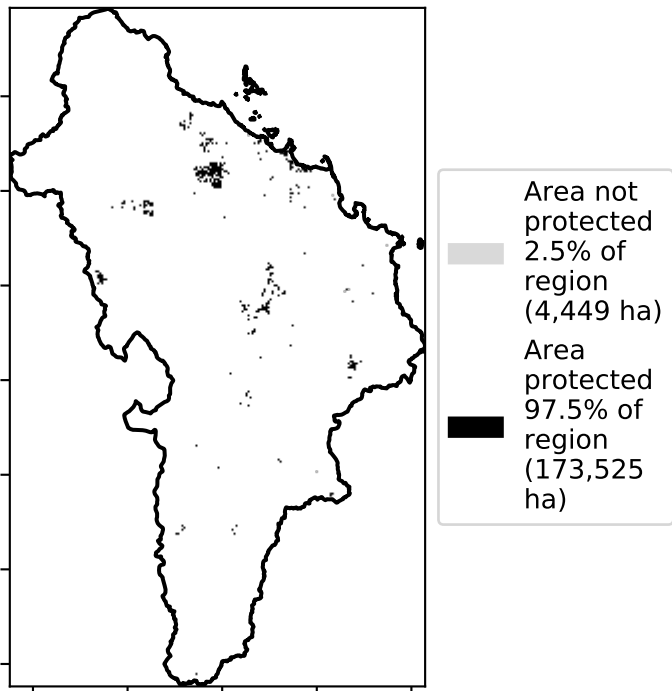 Area not
protected
2.5% of
region
(4,449 ha)
Area
protected
97.5% of
region
(173,525
ha)